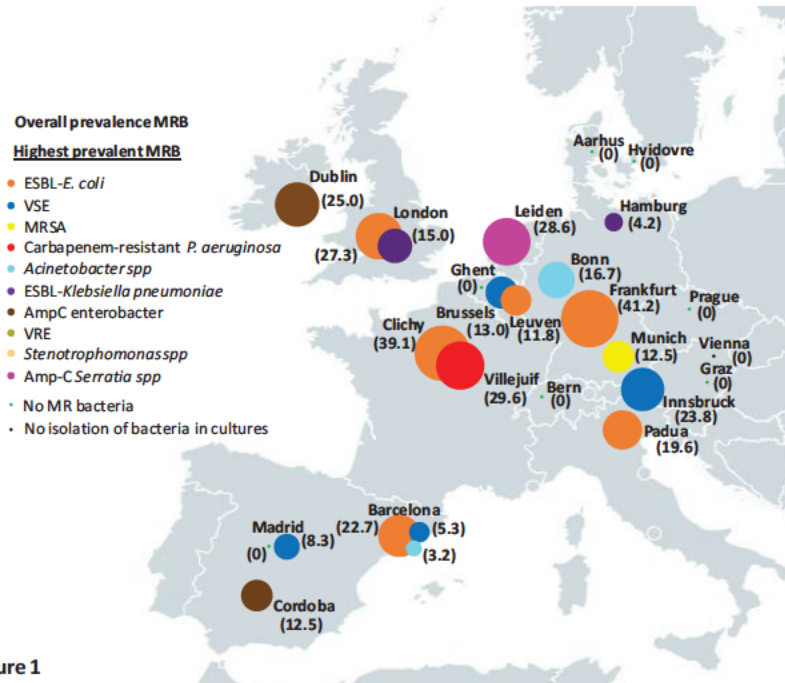 Overall prevalence MRB
Highest prevalent MRB
ESBL-E. coli
VSE
MRSA
Carbapenem-resistant P. aeruginosa
Acinetobacter spp
ESBL-Klebsiella pneumoniae
AmpC enterobacter
VRE
Stenotrophomonas spp
Amp-C Serratia spp
No MR bacteria
No isolation of bacteria in cultures
Aarhus
(0)
Hvidovre
(0)
Dublin
(25.0)
London
(15.0)
(27.3)
Leiden
(28.6)
Hamburg
(4.2)
Ghent
(0)
Bonn
(16.7)
Frankfurt
(41.2)
Prague
(0)
Brussels
(13.0)
Leuven
(11.8)
Clichy
(39.1)
Munich
(12.5)
Vienna
(0)
Graz
(0)
Villejuif
(29.6)
Bern
(0)
Innsbruck
(23.8)
Padua
(19.6)
Barcelona
(22.7)
(5.3)
(3.2)
Madrid
(0)
(8.3)
Cordoba
(12.5)
ure 1